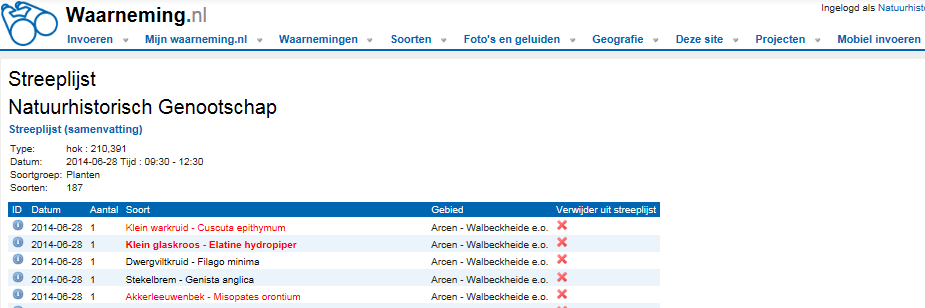 Waarneming.nl
Ingelogd als Natuurhist
Invoeren Mijn waarneming.nl Waarnemingen Soorten Foto's en geluiden Geografie Deze site Projecten Mobiel invoeren
Streeplijst
Natuurhistorisch Genootschap
Streeplijst (samenvatting)
Type: hok : 210,391
Datum: 2014-06-28 Tijd : 09:30 - 12:30
Soortgroep: Planten
Soorten: 187
ID Datum Aantal Soort Gebied Verwijder uit streeplijst
2014-06-28 1 Klein warkruid - Cuscuta epithymum Arcen - Walbeckheide e.o.
2014-06-28 1 Klein glaskroos - Elatine hydropiper Arcen - Walbeckheide e.o.
2014-06-28 1 Dwergviltkruid - Filago minima Arcen - Walbeckheide e.o.
2014-06-28 1 Stekelbrem - Genista anglica Arcen - Walbeckheide e.o.
2014-06-28 1 Akkerleeuwenbek - Misopates orontium Arcen - Walbeckheide e.o.